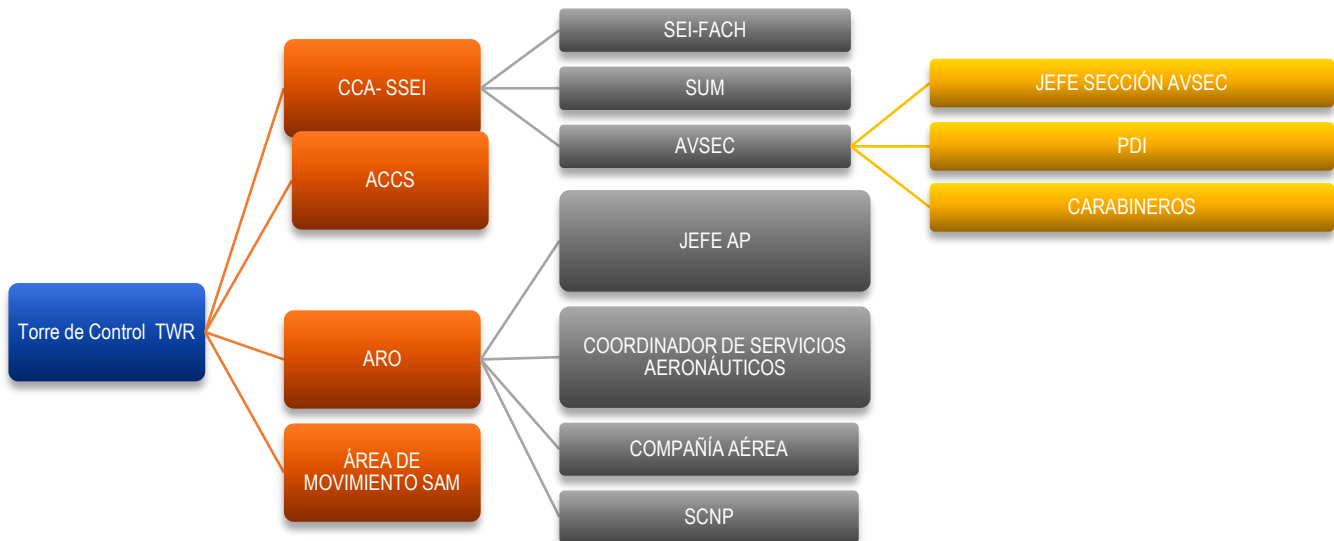 Torre de Control TWR
CCA- SSEI
ACCS
ARO
ÁREA DE
MOVIMIENTO SAM
SEI-FACH
SUM
AVSEC
JEFE AP
COORDINADOR DE SERVICIOS
AERONÁUTICOS
COMPAÑÍA AÉREA
SCNP
JEFE SECCIÓN AVSEC
PDI
CARABINEROS